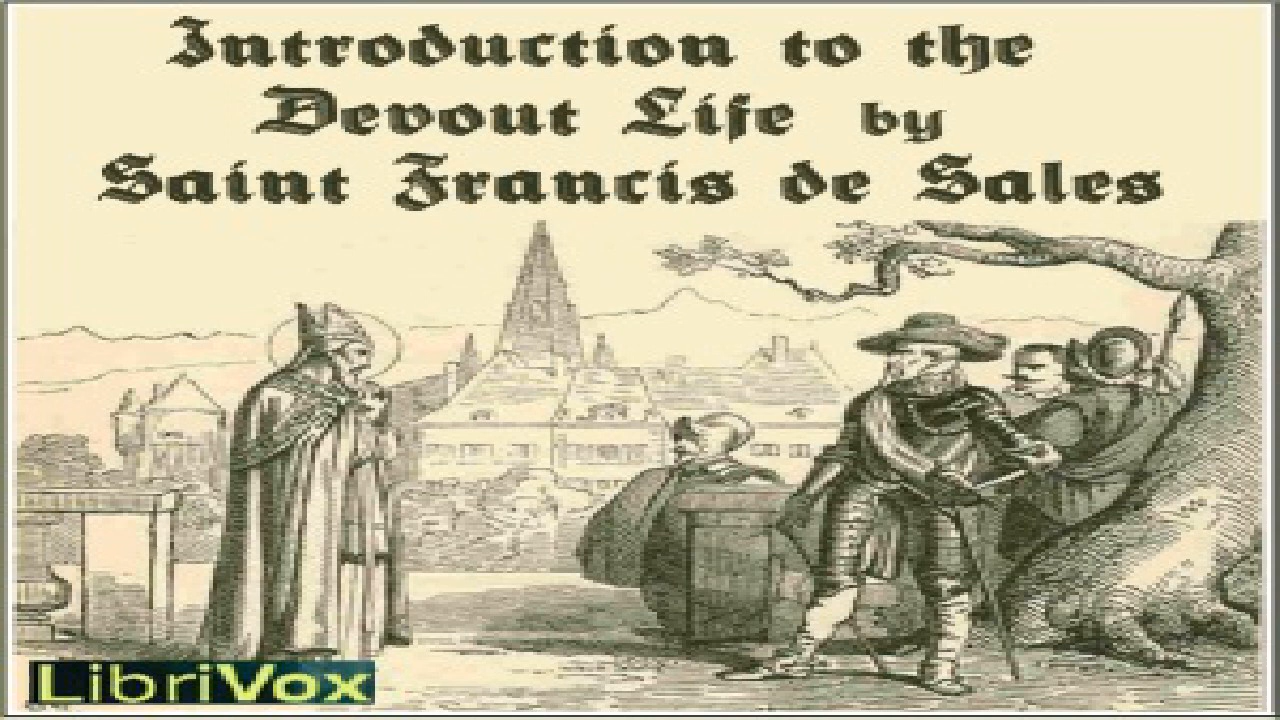 Introduction to the
Devout Life by
Saint Francis de Sales
LibriVox